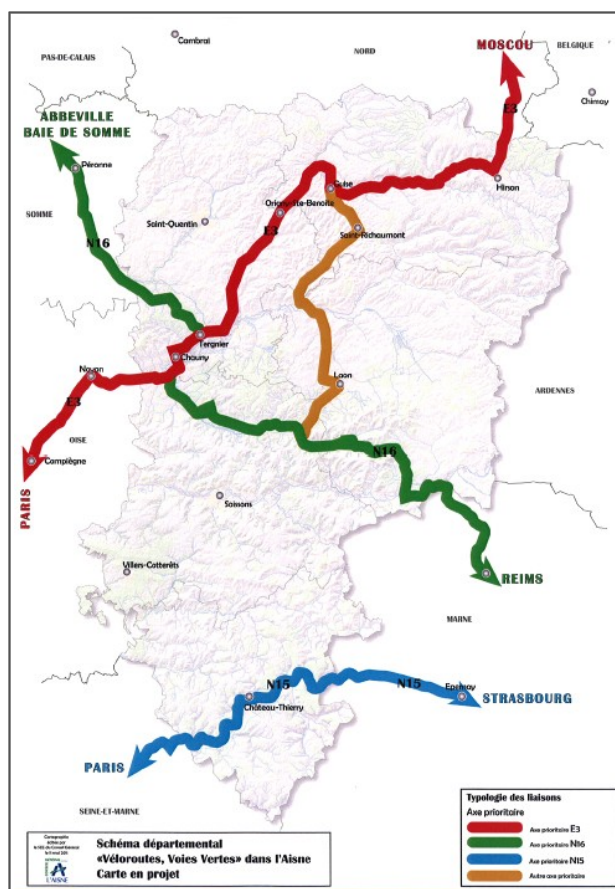 Cambrai
PAS-DE-CALAIS
NORD
MOSCOU
BELGIQUE
Chimay
E3
ABBEVILLE
BAIE DE SOMME
Péronne
Guise
Hirson
Origny-Ste-Benoite
SOMME
Saint-Quentin
E3
Saint-Richaumont
N16
Tergnier
Chauny
Noyon
Laon
ARDENNES
E3
OISE
N16
Compiègne
PARIS
Soissons
Villers-Cotterêts
REIMS
MARNE
N15
N15
Epernay
STRASBOURG
Château-Thierry
PARIS
SEINE-ET-MARNE
Typologie des liaisons
Axe prioritaire
Axe prioritaire E3
Axe prioritaire N16
Axe prioritaire N15
Autre axe prioritaire
Cartographie
L'AISNE
Schéma départemental
«Véloroutes, Voies Vertes» dans l'Aisne
Carte en projet